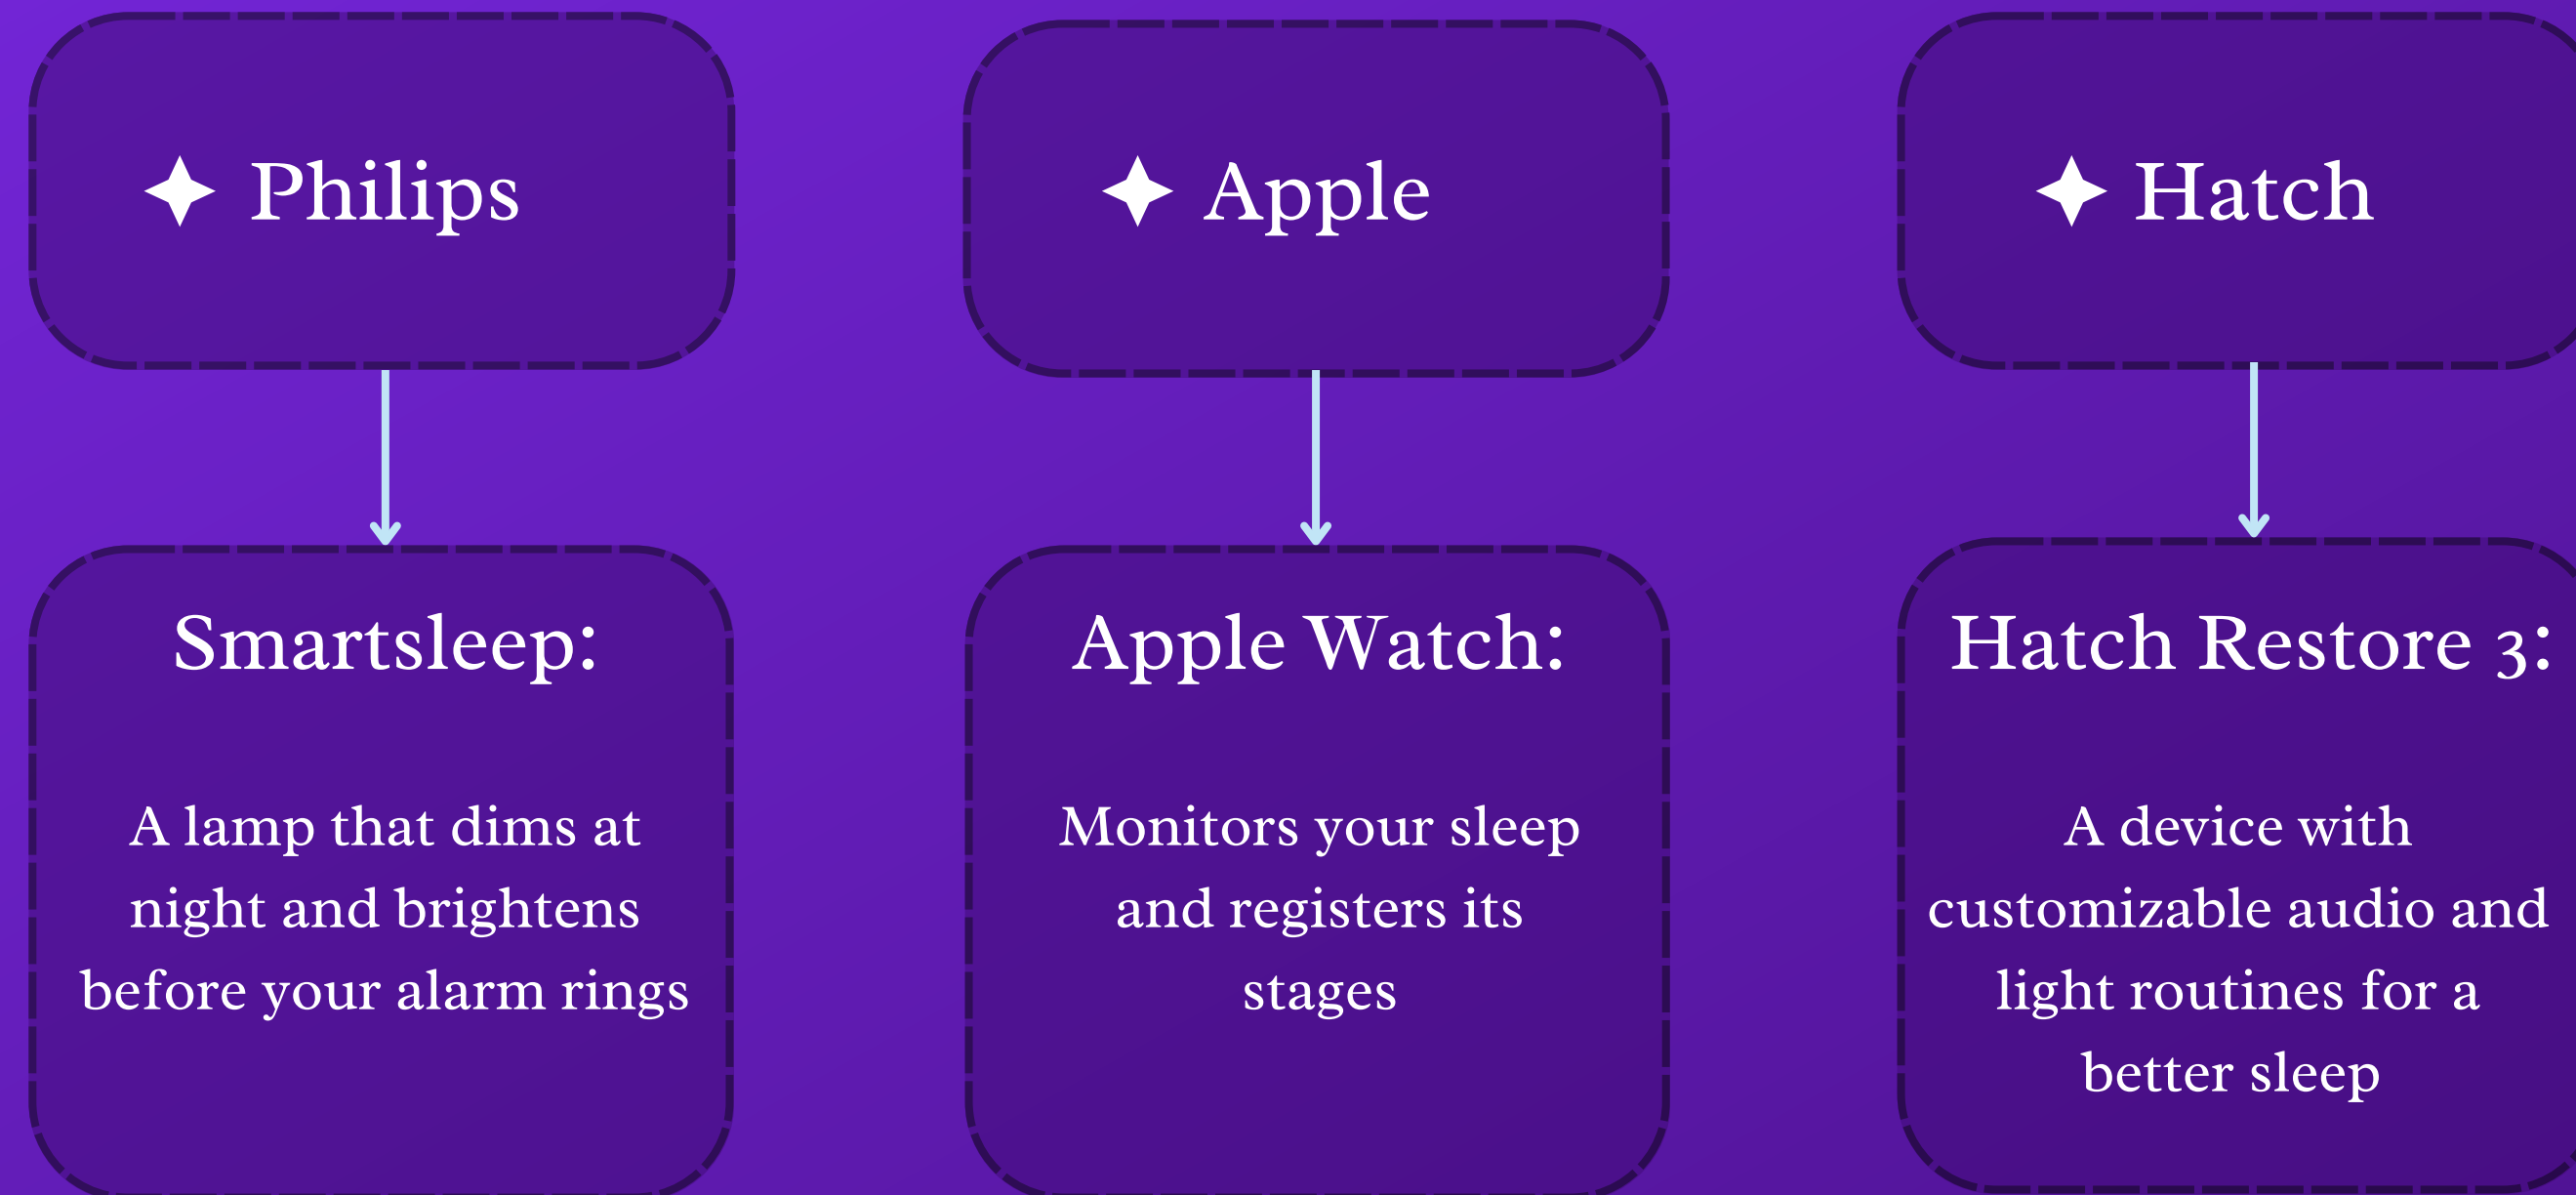 Philips
Apple
Hatch
Smartsleep:
A lamp that dims at
night and brightens
before your alarm rings
Apple Watch:
Monitors your sleep
and registers its
stages
Hatch Restore 3:
A device with
customizable audio and
light routines for a
better sleep